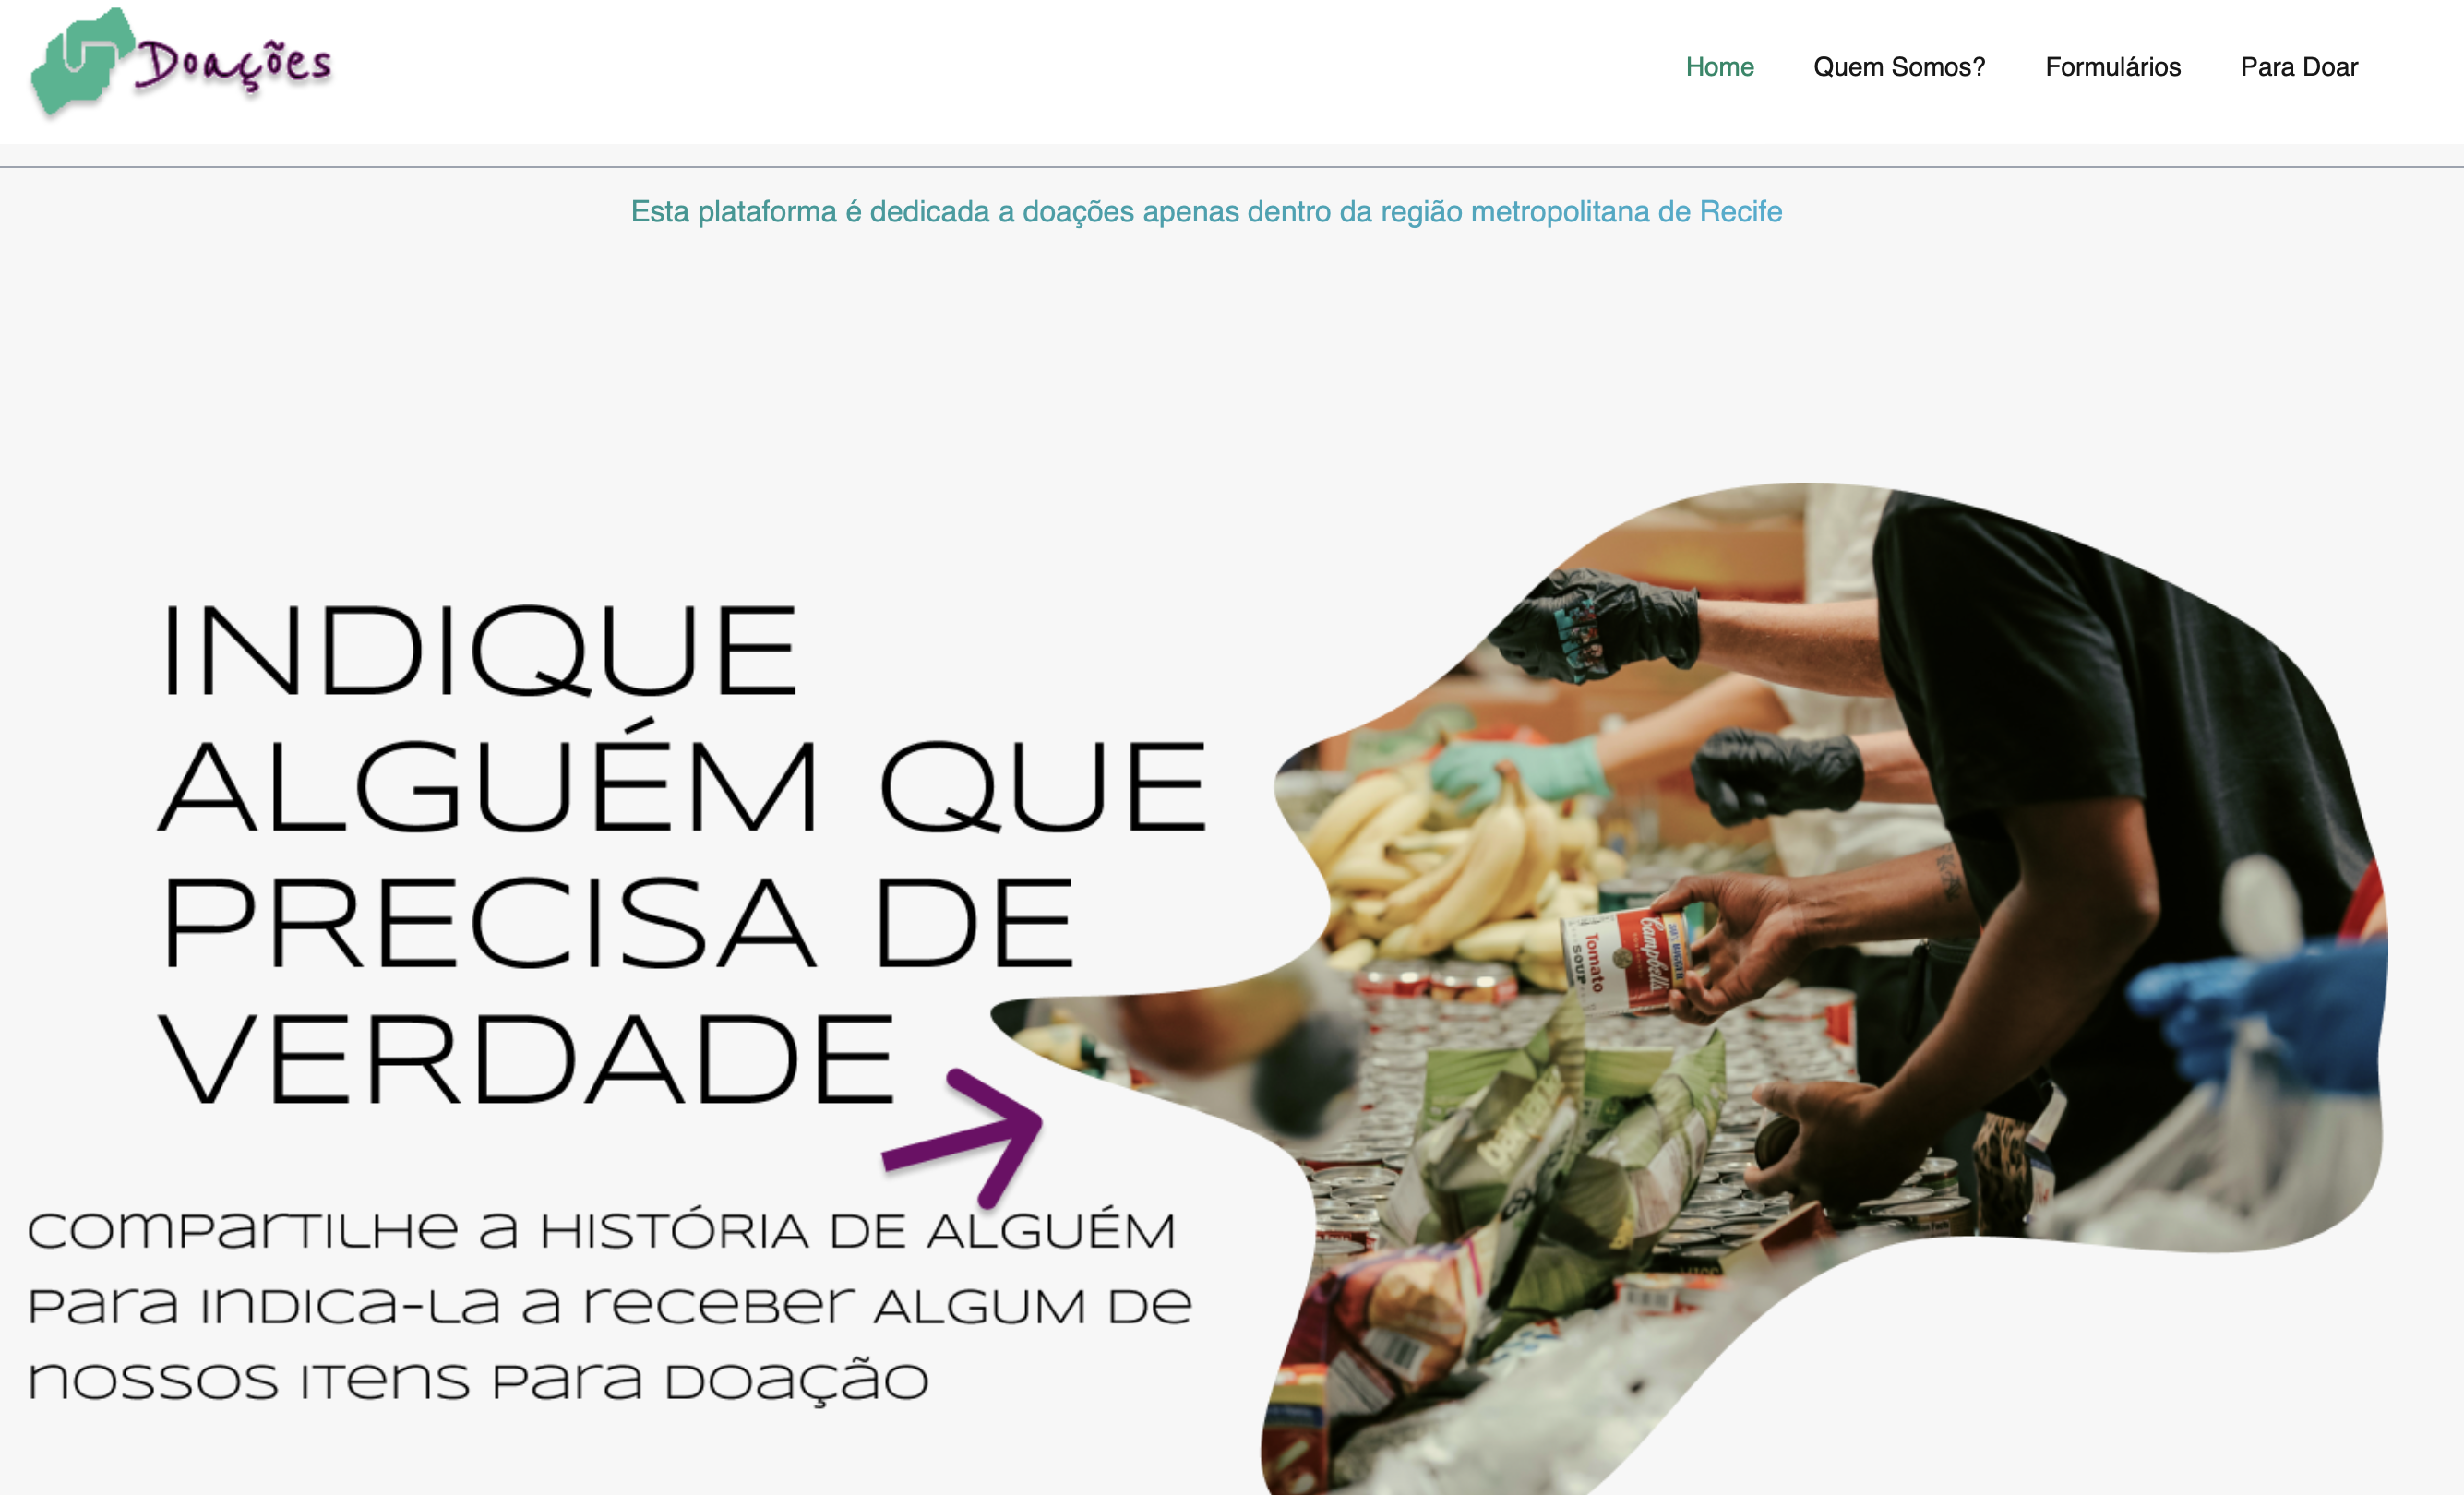 Doações
Home Quem Somos? Formulários Para Doar
Esta plataforma é dedicada a doações apenas dentro da região metropolitana de Recife
INDIQUE
ALGUÉM QUE
PRECISA DE
VERDADE
comparTILHe a HISTÓRIA DE ALGUÉM
para InDIca-La a receBer ALGUM De
nossos ITens para Doação
Campbell's
Tomato
SOUP